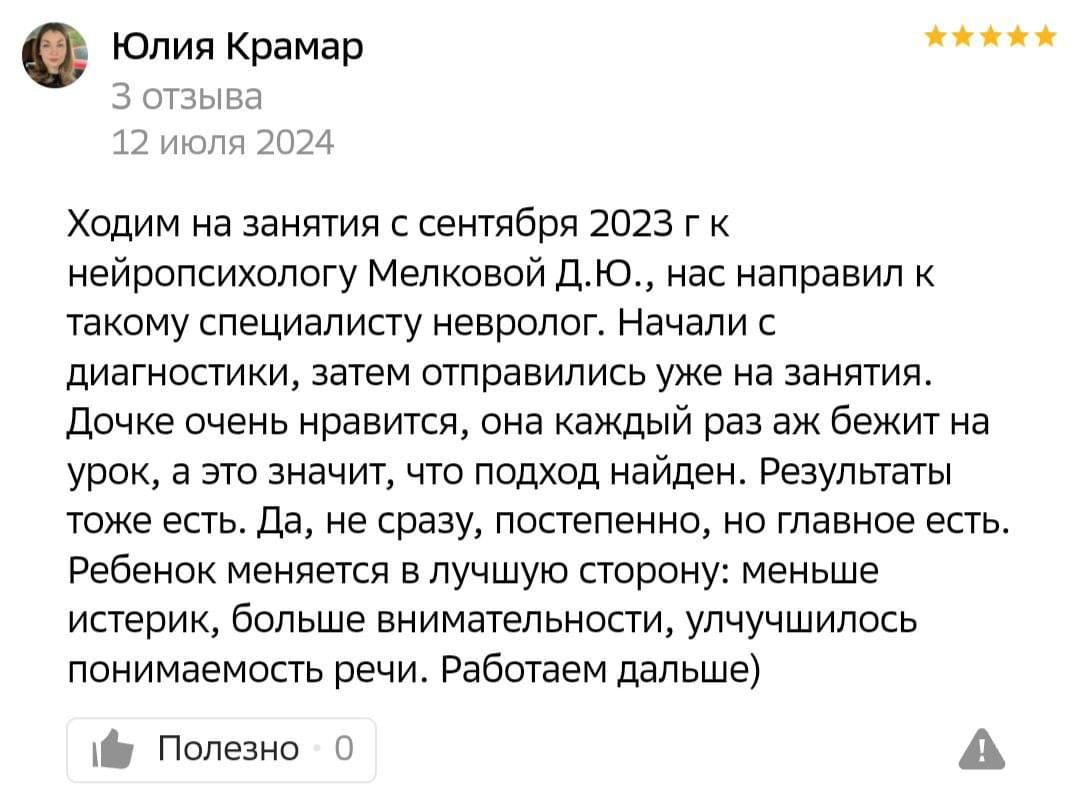 Юлия Крамар
3 отзыва
12 июля 2024
Ходим на занятия с сентября 2023 г к
нейропсихологу Мелковой Д.Ю., нас направил к
такому специалисту невролог. Начали с
диагностики, затем отправились уже на занятия.
Дочке очень нравится, она каждый раз аж бежит на
урок, а это значит, что подход найден. Результаты
тоже есть. Да, не сразу, постепенно, но главное есть.
Ребенок меняется в лучшую сторону: меньше
истерик, больше внимательности, улчучшилось
понимаемость речи. Работаем дальше)
Полезно · 0